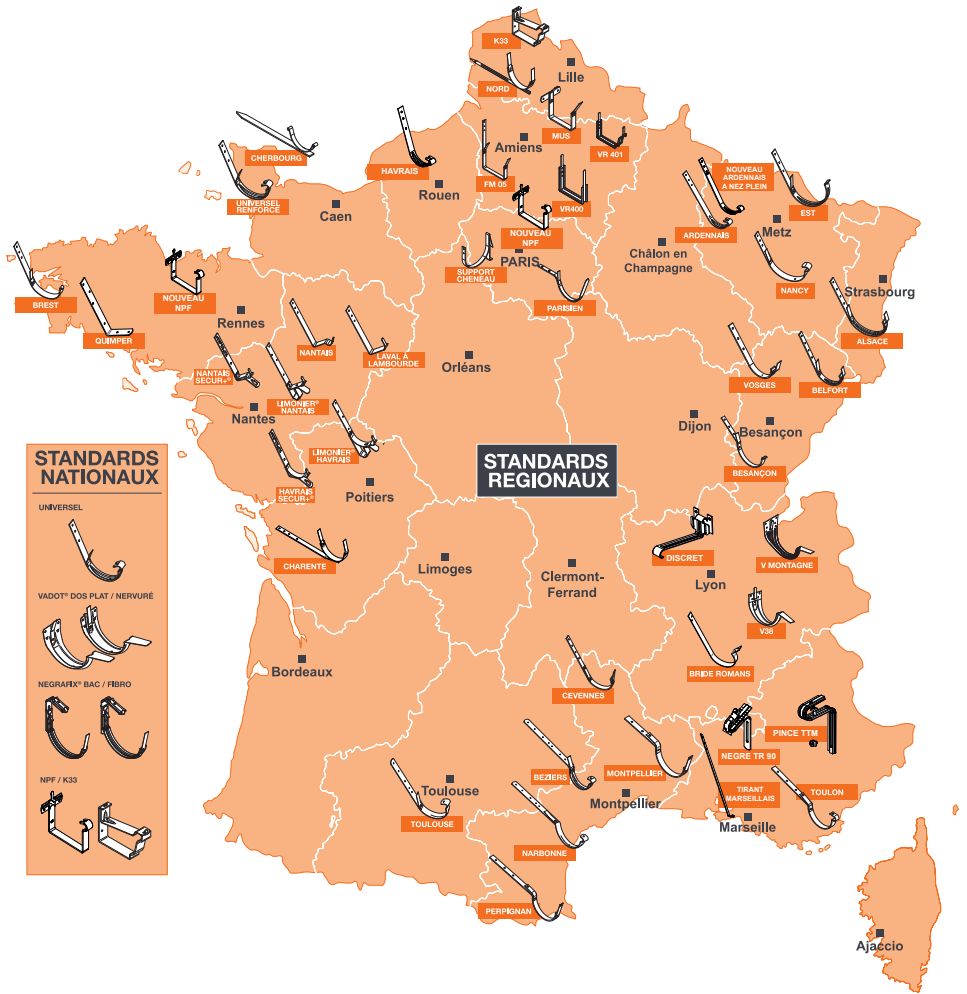 K33
Lille
NORD
MUS
Amiens
VR 401
CHERBOURG
HAVRAIS
FM 05
Rouen
UNIVERSEL
RENFORCÉ
Caen
VR400
NOUVEAU
NPF
PARIS
NOUVEAU
ARDENNAIS
A NEZ PLEIN
EST
ARDENNAIS
Metz
Châlon en
Champagne
SUPPORT
CHENEAU
PARISIEN
NANCY
Strasbourg
BREST
NOUVEAU
NPF
QUIMPER
Rennes
NANTAIS
LAVAL À
LAMBOURDE
Orléans
ALSACE
NANTAIS
SECUR+®
LIMONIER®
NANTAIS
VOSGES
BELFORT
Nantes
Dijon
Besançon
LIMONIER®
HAVRAIS
BESANÇON
HAVRAIS
SECUR+®
Poitiers
STANDARDS
REGIONAUX
STANDARDS
NATIONAUX
UNIVERSEL
VADOT® DOS PLAT / NERVURÉ
NEGRAFIX® BAC / FIBRO
NPF / K33
CHARENTE
Limoges
Clermont-
Ferrand
DISCRET
Lyon
V MONTAGNE
V38
BRIDE ROMANS
Bordeaux
CEVENNES
PINCE TTM
NEGRE TR 90
BEZIERS
MONTPELLIER
TIRANT
MARSEILLAIS
TOULON
Toulouse
TOULOUSE
Montpellier
Marseille
NARBONNE
PERPIGNAN
Ajaccio